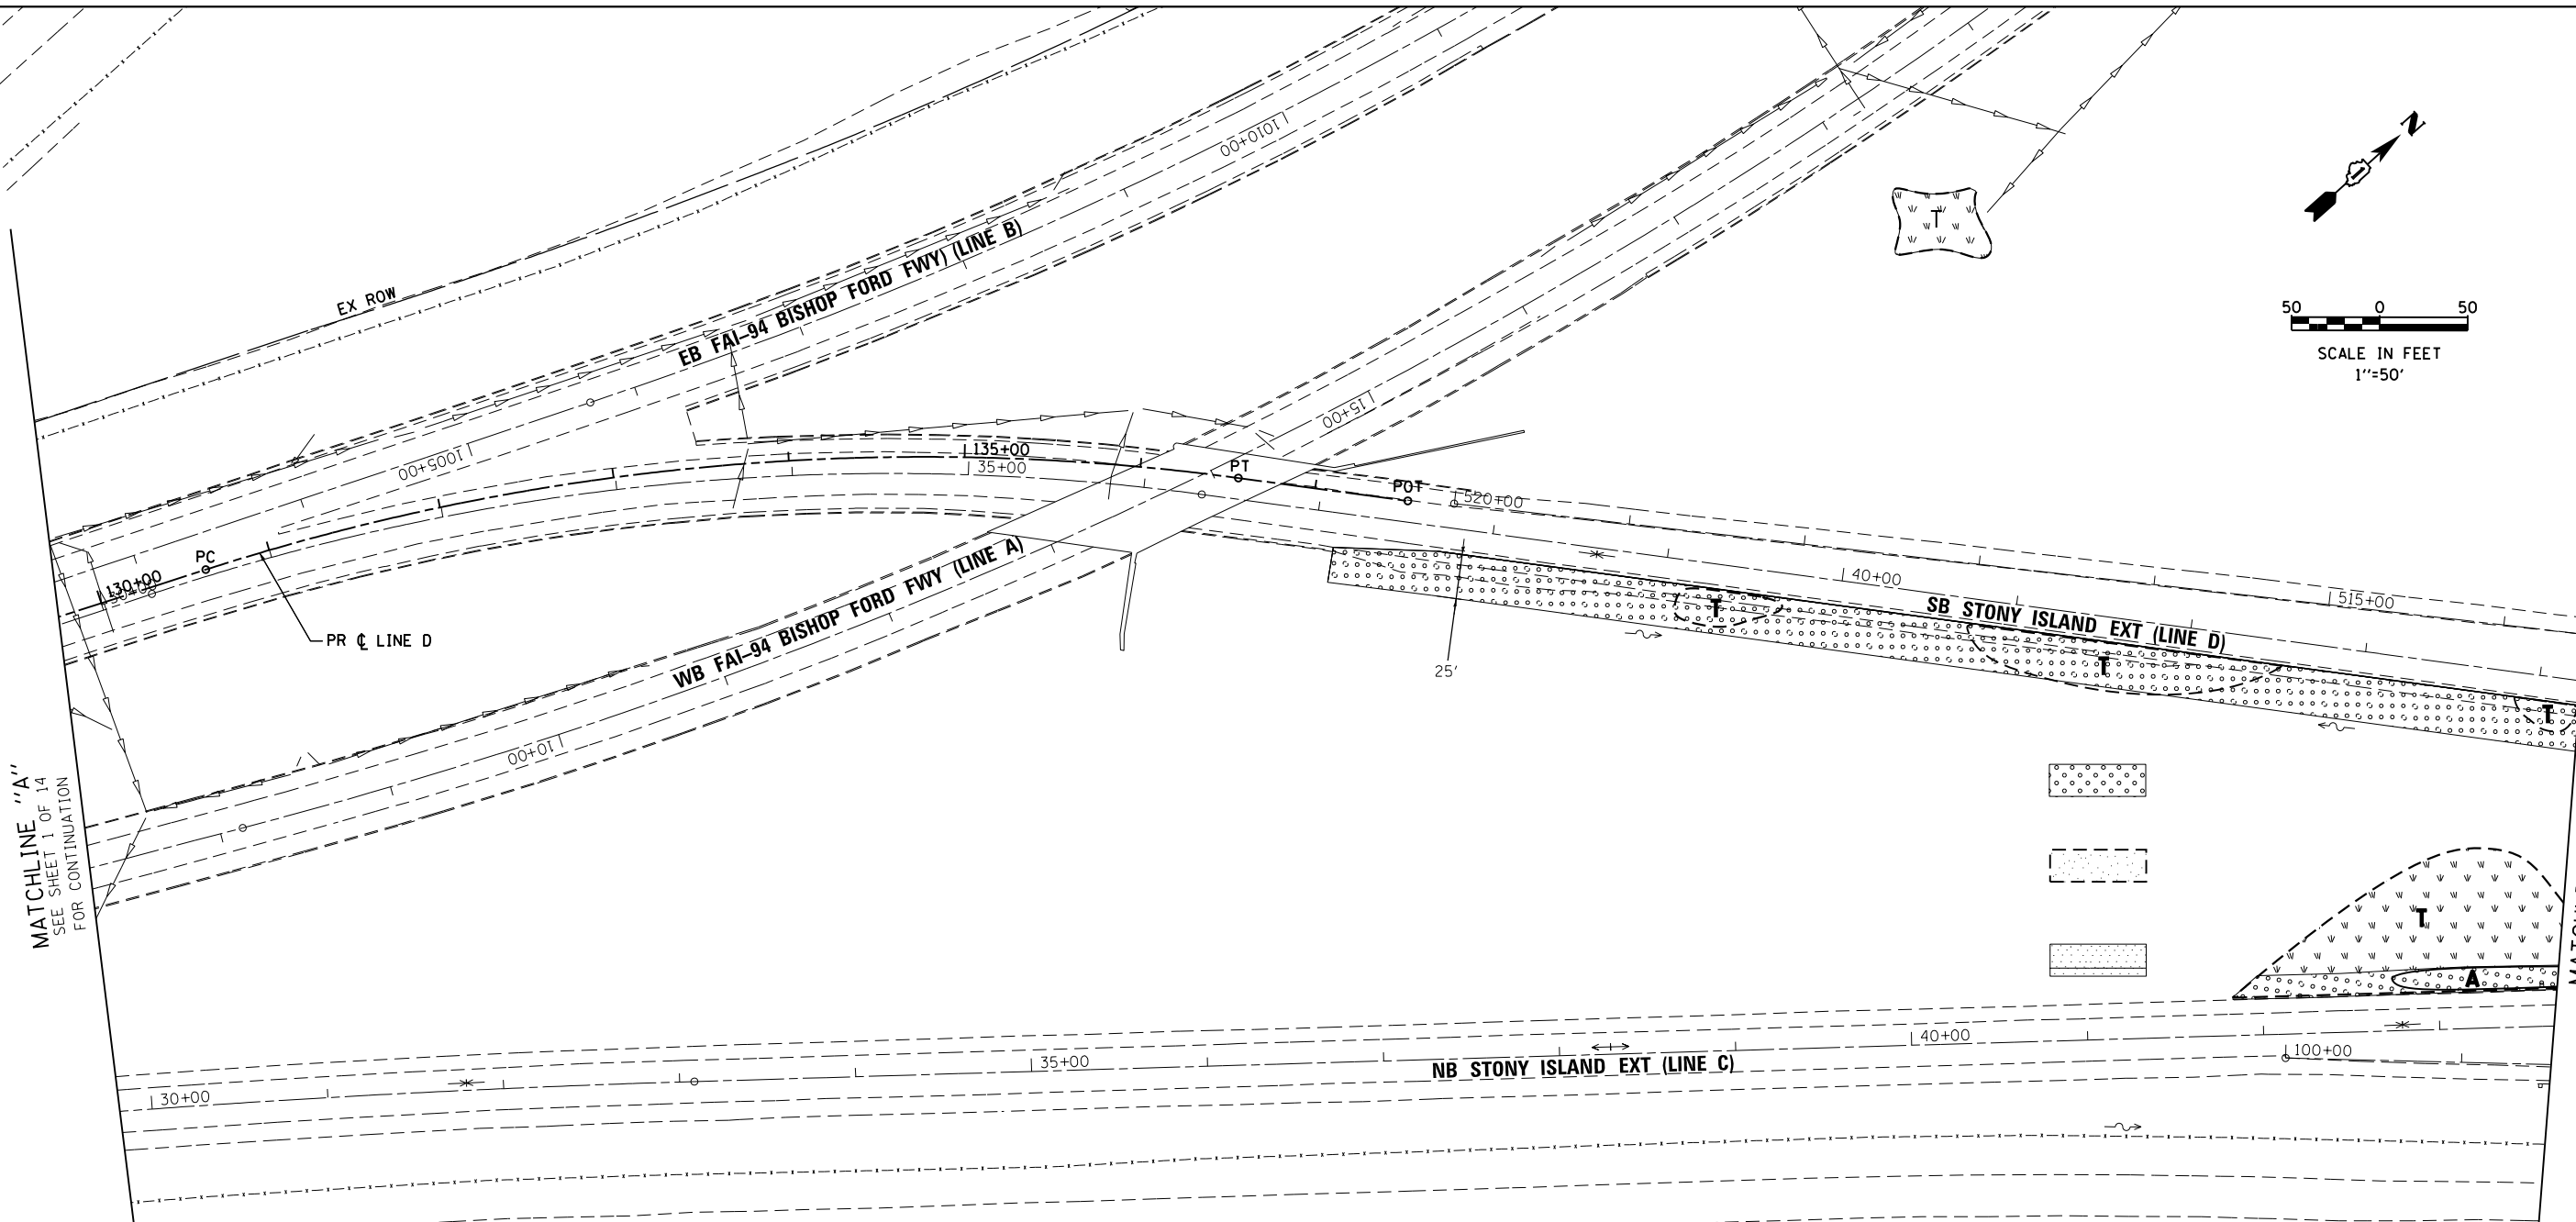 N
50 0 50
SCALE IN FEET
1''=50'
EX ROW
EB FAI-94 BISHOP FORD FWY) (LINE B)
1010+00
1005+00
15+00
T
135+00
35+00
PT
POT
520+00
PC
130+00
PR ℄ LINE D
WB FAI-94 BISHOP FORD FWY (LINE A)
10+00
25'
40+00
515+00
SB STONY ISLAND EXT (LINE D)
T
T
T
MATCHLINE ''A''
SEE SHEET 1 OF 14
FOR CONTINUATION
T
A
30+00
35+00
40+00
100+00
NB STONY ISLAND EXT (LINE C)